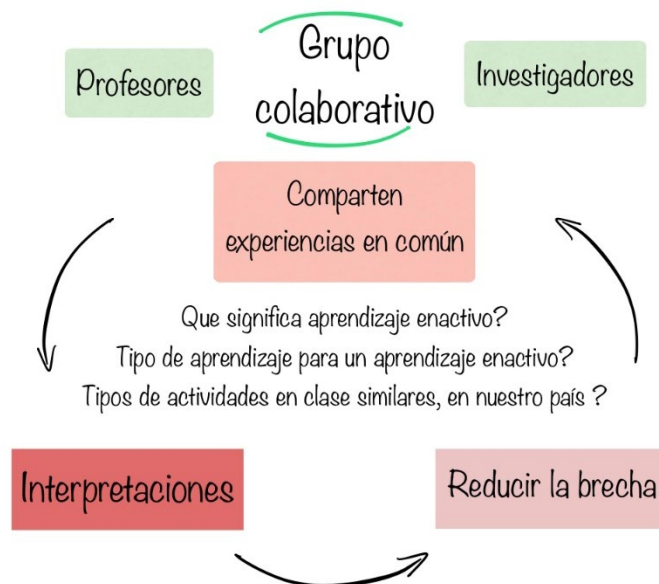 Grupo
colaborativo
Profesores
Investigadores
Comparten
experiencias en común
Que significa aprendizaje enactivo?
Tipo de aprendizaje para un aprendizaje enactivo?
Tipos de actividades en clase similares, en nuestro país ?
Interpretaciones
Reducir la brecha